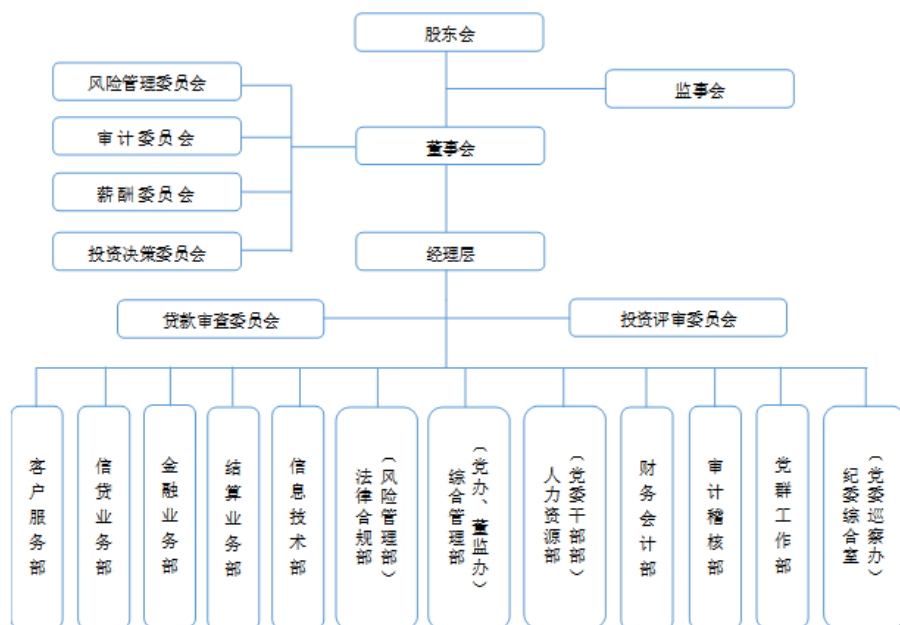 股东会
风险管理委员会
监事会
审计委员会
董事会
薪酬委员会
投资决策委员会
经理层
贷款审查委员会
投资评审委员会
客户服务部
信贷业务部
金融业务部
结算业务部
信息技术部
法律合规部
(风险管理部)
综合管理部
(党办、董监办)
人力资源部
(党委干部部)
财务会计部
审计稽核部
党群工作部
纪委综合室
(党委巡察办)